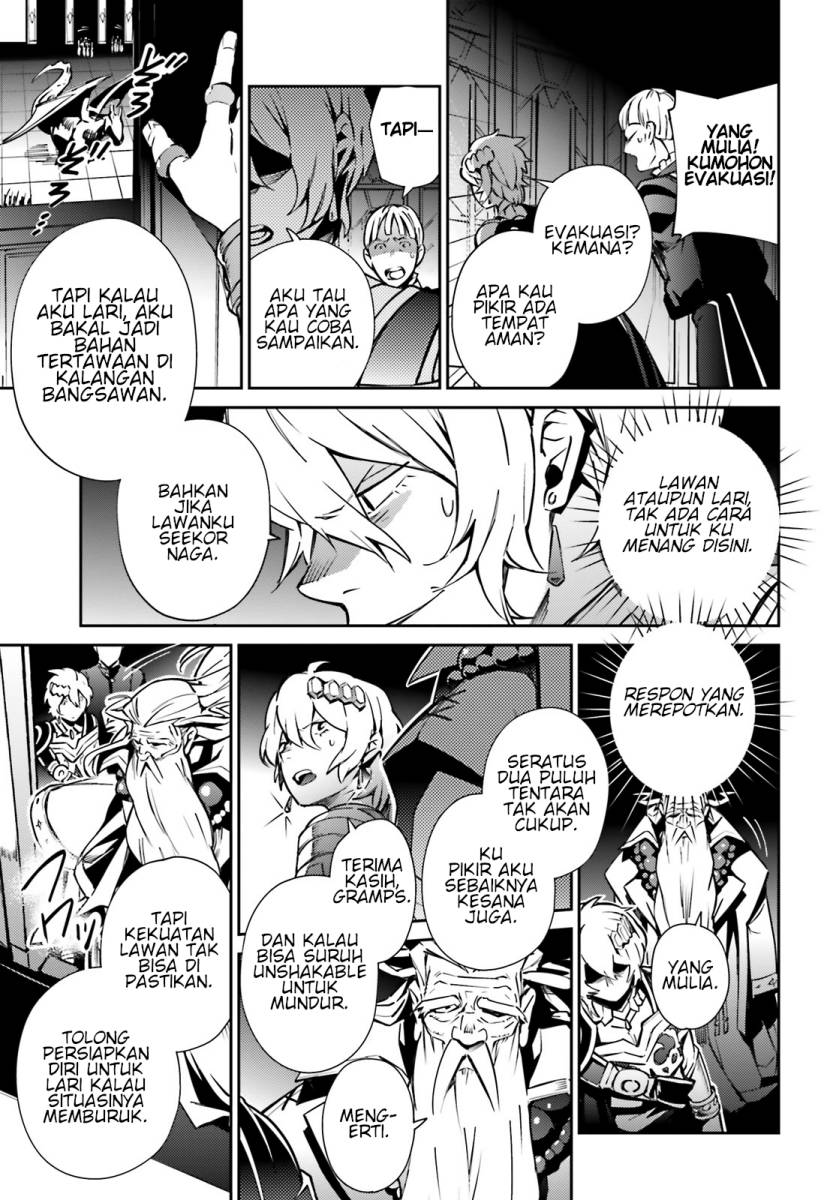 YANG
MULIA!
KUMOHON
EVAKUASI!
EVAKUASI?
KEMANA?
APA KAU
PIKIR ADA
TEMPAT
AMAN?
TAPI—
AKU TAU
APA YANG
KAU COBA
SAMPAIKAN.
TAPI KALAU
AKU LARI, AKU
BAKAL JADI
BAHAN
TERTAWAAN DI
KALANGAN
BANGSAWAN.
BAHKAN
JIKA
LAWANKU
SEEKOR
NAGA.
LAWAN
ATAUPUN LARI,
TAK ADA CARA
UNTUK KU
MENANG DISINI.
RESPON YANG
MEREPOTKAN.
YANG
MULIA.
SERATUS
DUA PULUH
TENTARA
TAK AKAN
CUKUP.
KU
PIKIR AKU
SEBAIKNYA
KESANA
JUGA.
TERIMA
KASIH,
GRAMPS.
DAN KALAU
BISA SURUH
UNSHAKABLE
UNTUK
MUNDUR.
MENG-
ERTI.
TAPI
KEKUATAN
LAWAN TAK
BISA DI
PASTIKAN.
TOLONG
PERSIAPKAN
DIRI UNTUK
LARI KALAU
SITUASINYA
MEMBURUK.